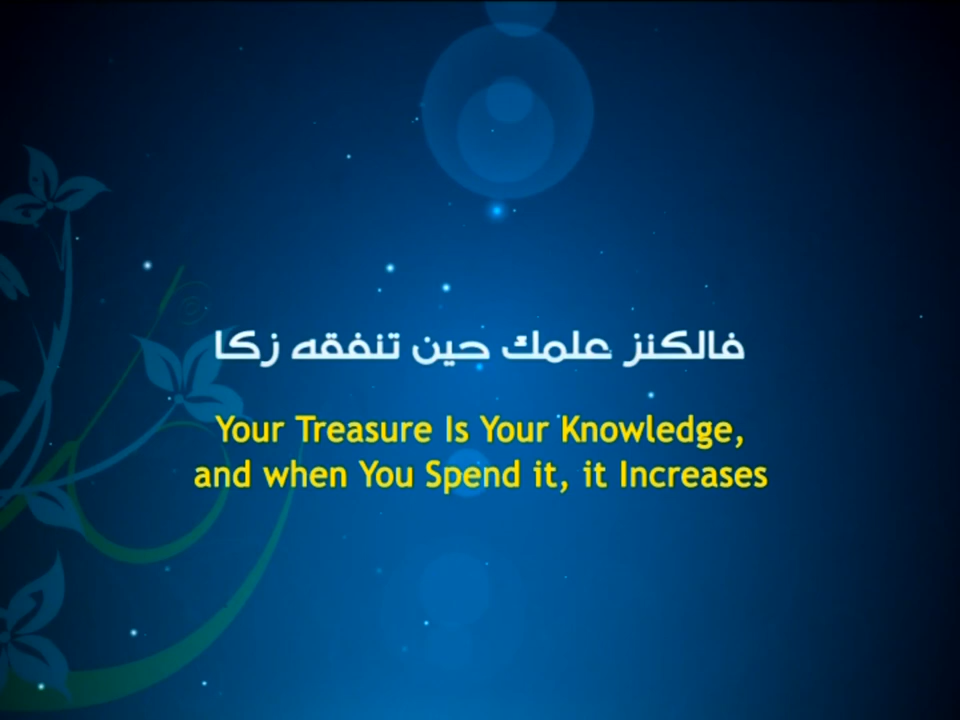 فالكنز علمك حين تنفقه زكا
Your Treasure Is Your Knowledge,
and when You Spend it, it Increases